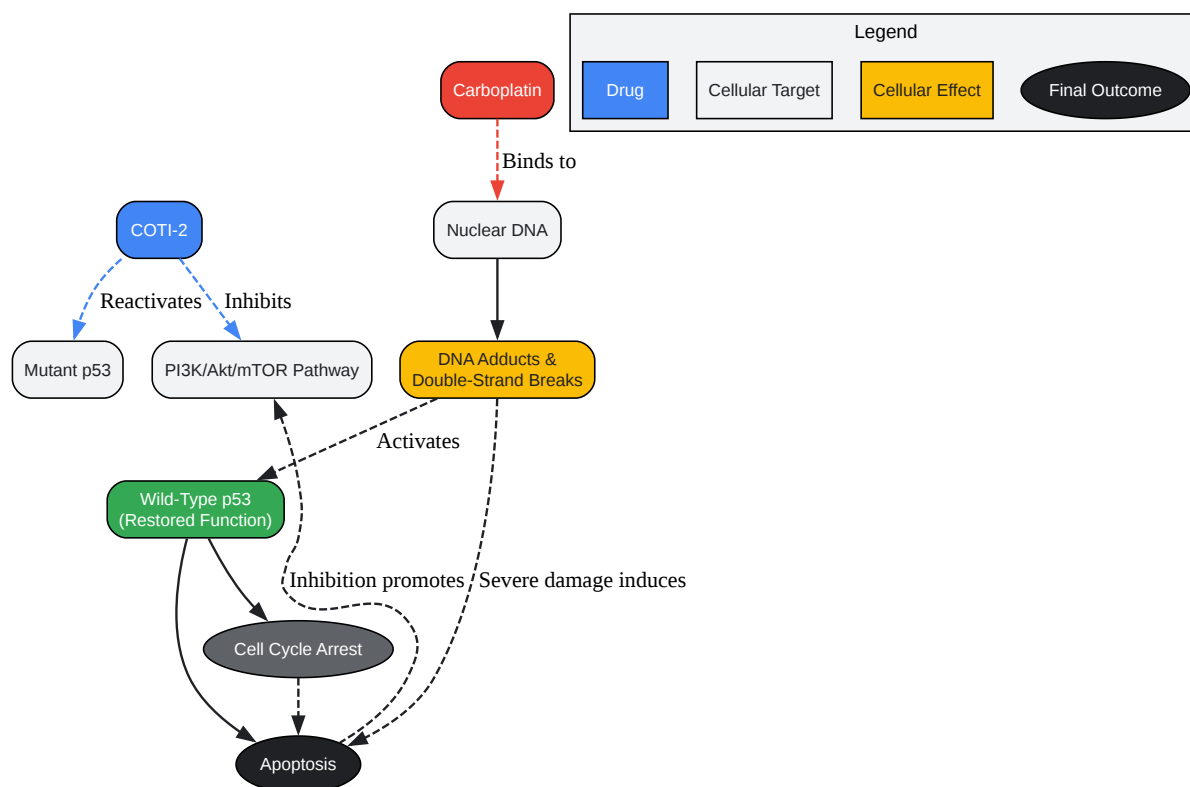 Legend
Drug
Cellular Target
Cellular Effect
Final Outcome
Carboplatin
Binds to
Nuclear DNA
COTI-2
Reactivates
Inhibits
Mutant p53
PI3K/Akt/mTOR Pathway
DNA Adducts &
Double-Strand Breaks
Activates
Wild-Type p53
(Restored Function)
Inhibition promotes
Severe damage induces
Cell Cycle Arrest
Apoptosis